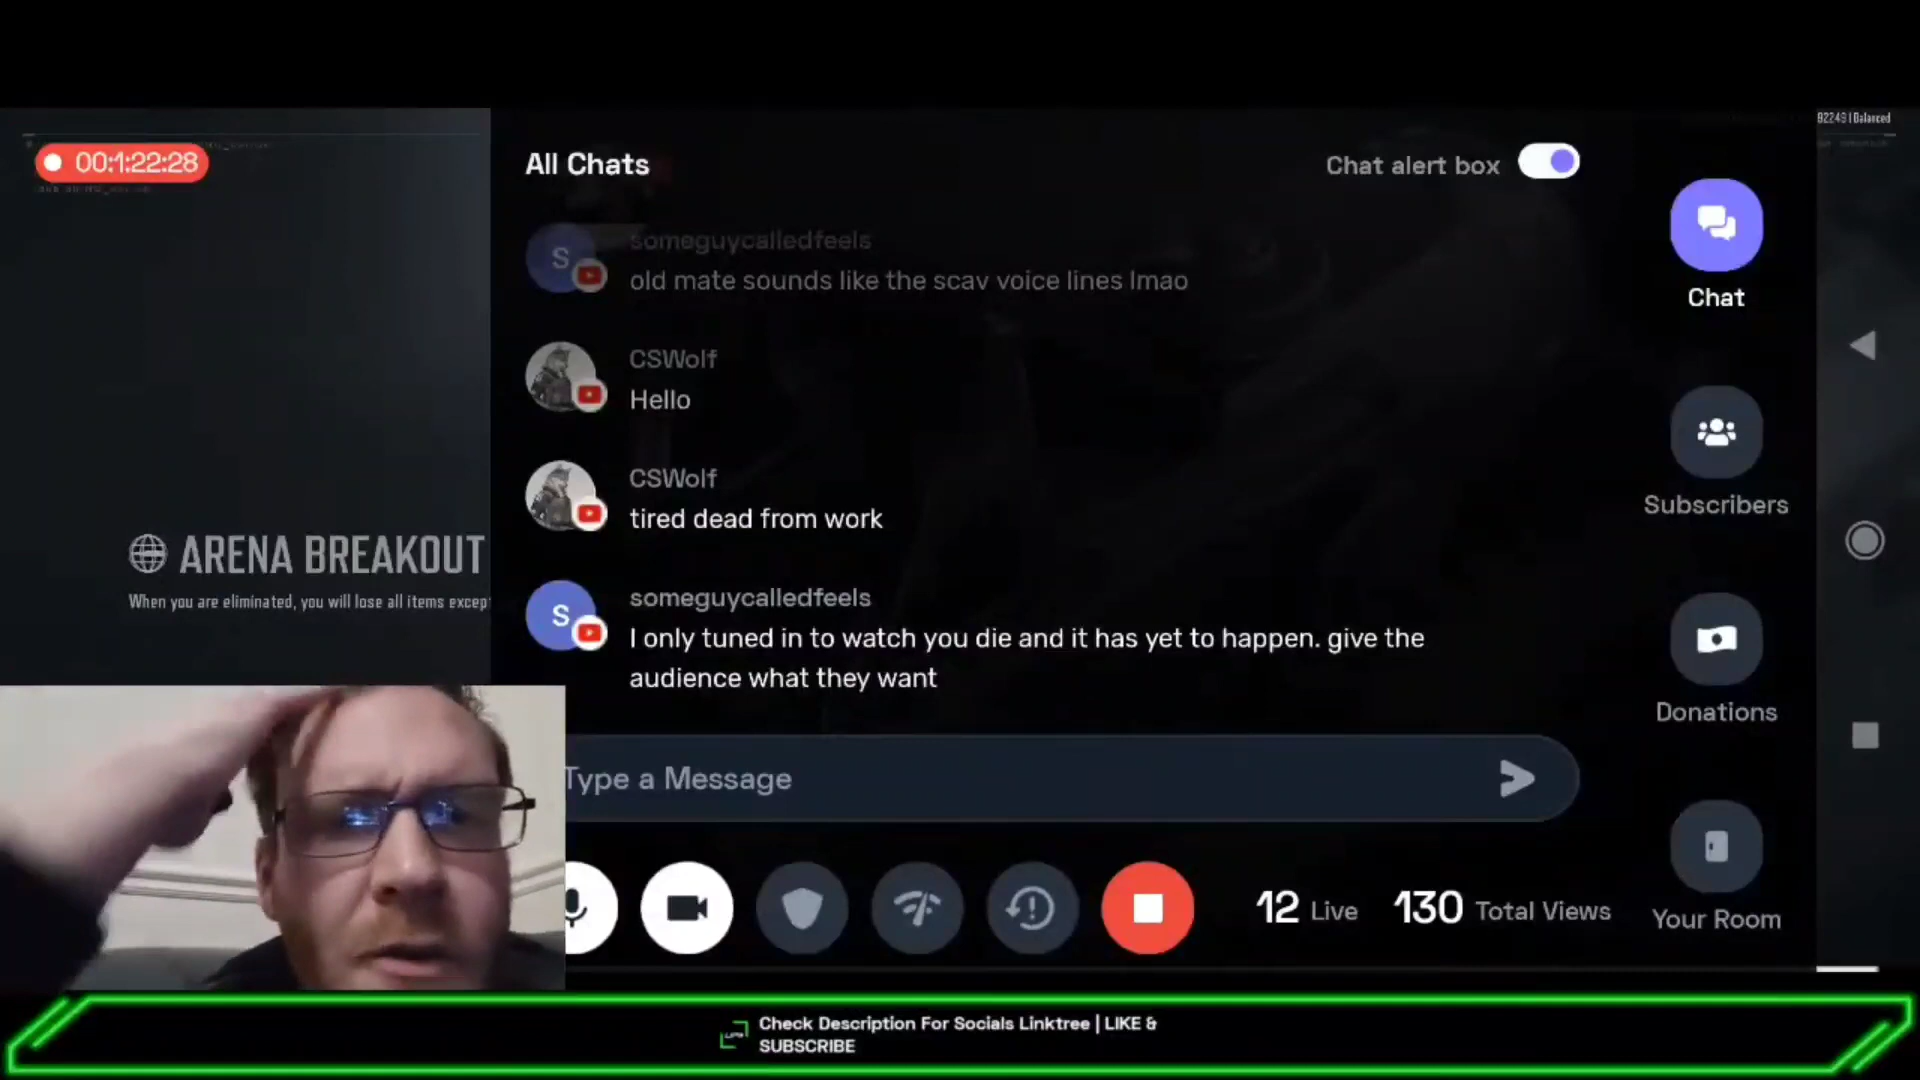 82249 | Balanced
00:1:22:28
All Chats
Chat alert box
someguycalledfeels
old mate sounds like the scav voice lines lmao
Chat
CSWolf
Hello
CSWolf
tired dead from work
Subscribers
ARENA BREAKOUT
When you are eliminated, you will lose all items excep
S
someguycalledfeels
I only tuned in to watch you die and it has yet to happen. give the
audience what they want
Donations
Type a Message
12 Live
130 Total Views
Your Room
Check Description For Socials Linktree | LIKE &
SUBSCRIBE